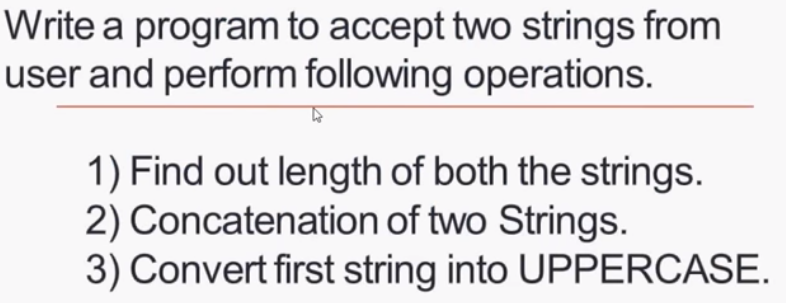 Write a program to accept two strings from
user and perform following operations.
1) Find out length of both the strings.
2) Concatenation of two Strings.
3) Convert first string into UPPERCASE.